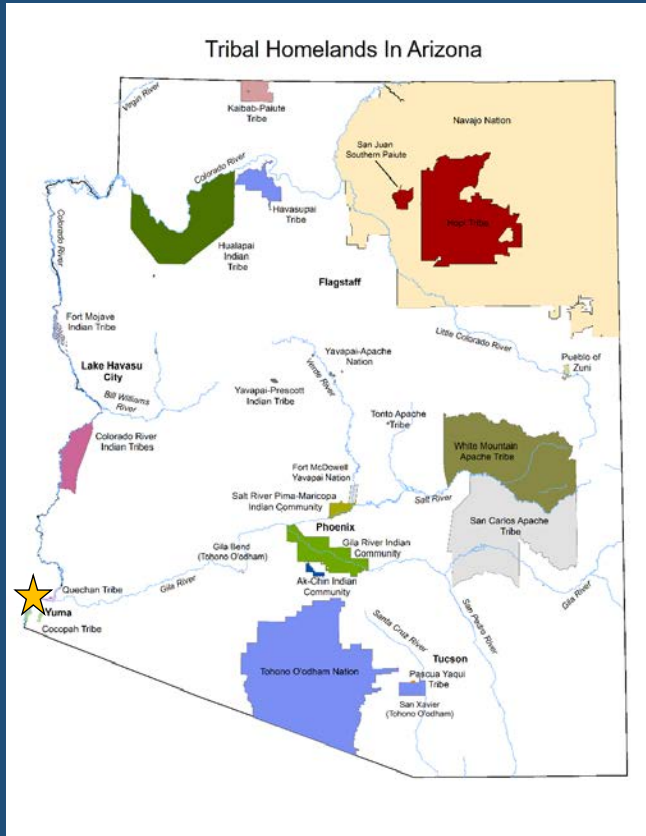 Tribal Homelands In Arizona
Virgin River
Kaibab-Paiute
Tribe
Navajo Nation
San Juan
Southern Paiute
Colorado River
Havasupai
Tribe
Hopi Tribe
Colorado River
Hualapai
Indian
Tribe
Flagstaff
Fort Mojave
Indian Tribe
Little Colorado River
Lake Havasu
City
Yavapai-Apache
Nation
Verde River
Pueblo of
Zuni
Bill Williams
River
Yavapai-Prescott
Indian Tribe
Tonto Apache
Tribe
Colorado River
Indian Tribes
White Mountain
Apache Tribe
Fort McDowell
Yavapai Nation
Salt River Pima-Maricopa
Indian Community
Salt River
Phoenix
San Carlos Apache
Tribe
Gila River Indian
Community
Gila Bend
(Tohono O'odham)
Gila River
Ak-Chin Indian
Community
Quechan Tribe
Gila River
Yuma
Cocopah Tribe
Santa Cruz River
San Pedro River
Tucson
Tohono O'odham Nation
Pascua Yaqui
Tribe
San Xavier
(Tohono O'odham)